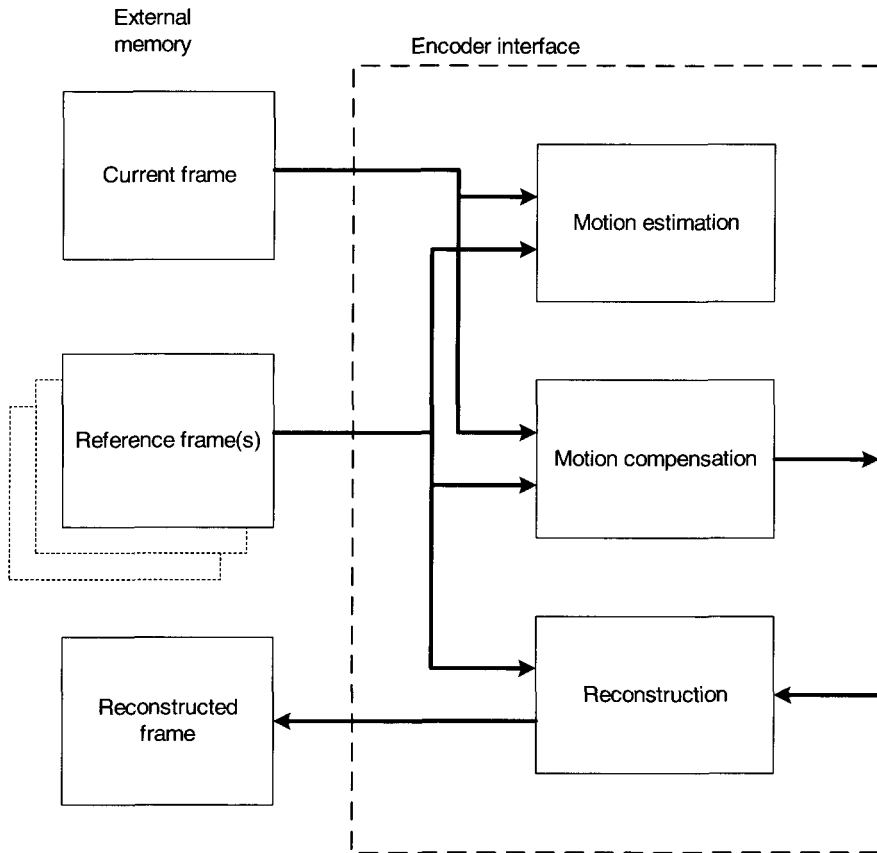 External
memory
Encoder interface
Current frame
Motion estimation
Reference frame(s)
Motion compensation
Reconstructed
frame
Reconstruction